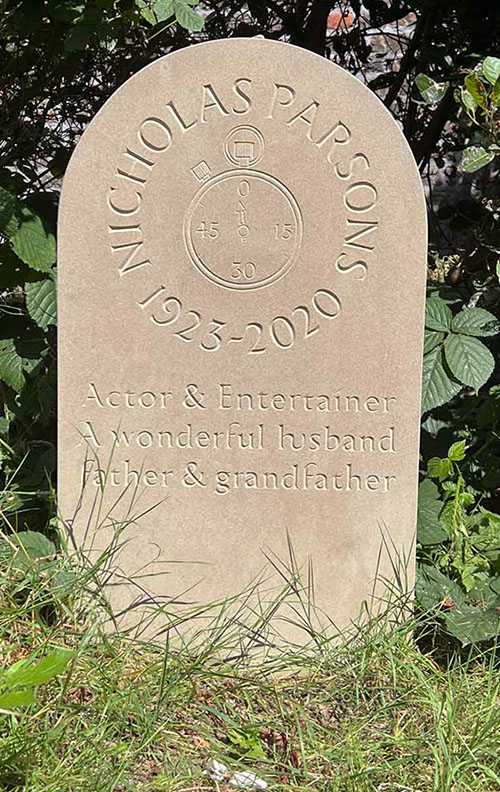 NICHOLAS PARSONS
0
45 15
30
1923-2020
Actor & Entertainer
A wonderful husband
father & grandfather